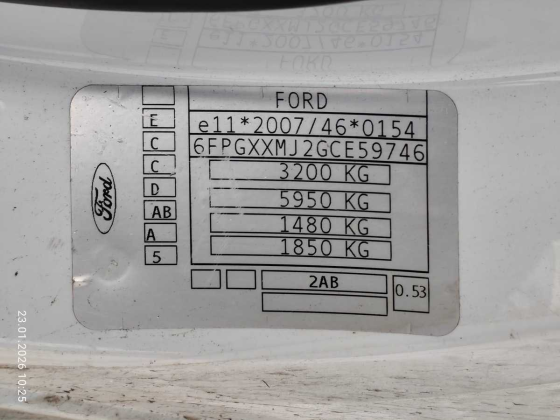 FORD
e11*2007/46*0154
6FPGXXMJ2GCE59746
3200 KG
5950 KG
1480 KG
1850 KG
E
C
C
D
AB
A
5
Ford
2AB
0.53
23.01.2026 10:25